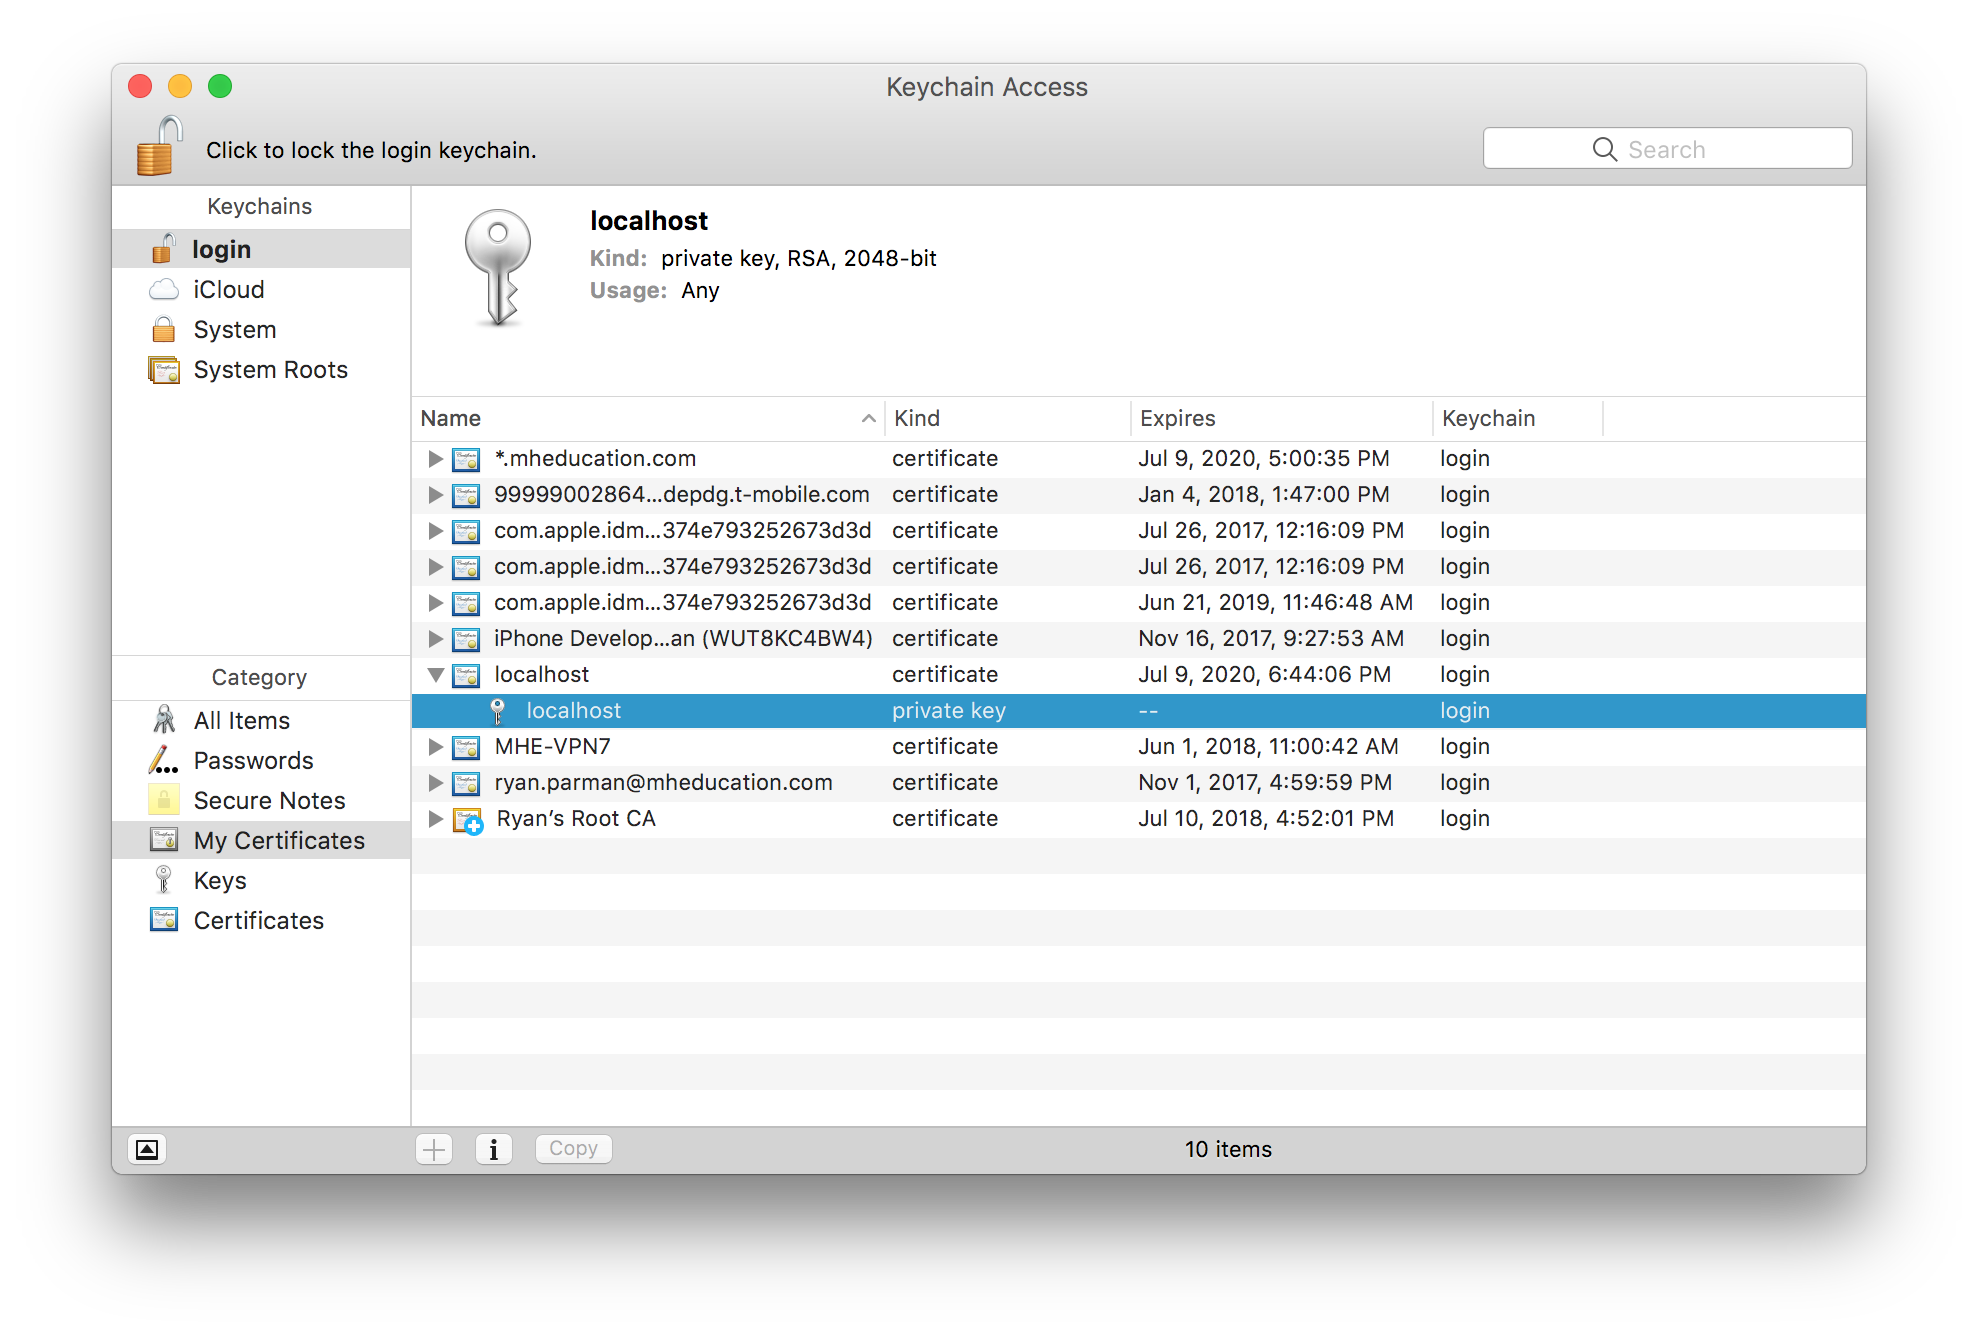 Keychain Access
Click to lock the login keychain.
Search
Keychains
login
iCloud
System
System Roots
localhost
Kind: private key, RSA, 2048-bit
Usage: Any
Name Kind Expires Keychain
*.mheducation.com certificate Jul 9, 2020, 5:00:35 PM login
99999002864...depdg.t-mobile.com certificate Jan 4, 2018, 1:47:00 PM login
com.apple.idm...374e793252673d3d certificate Jul 26, 2017, 12:16:09 PM login
com.apple.idm...374e793252673d3d certificate Jul 26, 2017, 12:16:09 PM login
com.apple.idm...374e793252673d3d certificate Jun 21, 2019, 11:46:48 AM login
iPhone Develop...an (WUT8KC4BW4) certificate Nov 16, 2017, 9:27:53 AM login
localhost certificate Jul 9, 2020, 6:44:06 PM login
localhost private key -- login
MHE-VPN7 certificate Jun 1, 2018, 11:00:42 AM login
ryan.parman@mheducation.com certificate Nov 1, 2017, 4:59:59 PM login
Ryan’s Root CA certificate Jul 10, 2018, 4:52:01 PM login
Category
All Items
Passwords
Secure Notes
My Certificates
Keys
Certificates
Copy
10 items